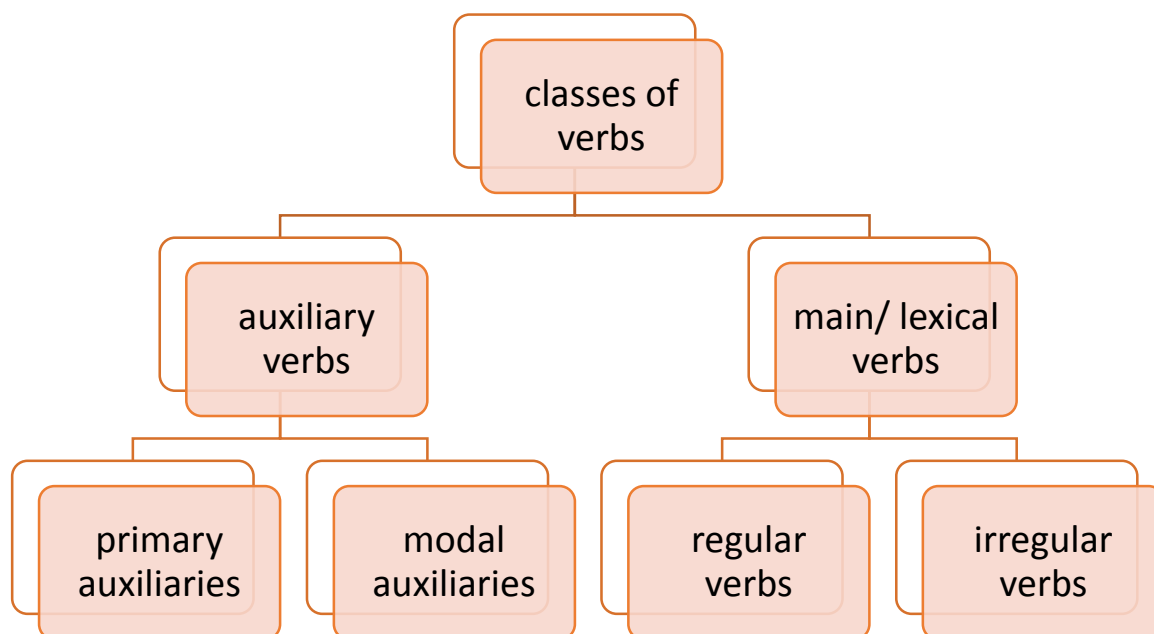 classes of
verbs
auxiliary
verbs
main/ lexical
verbs
primary
auxiliaries
modal
auxiliaries
regular
verbs
irregular
verbs